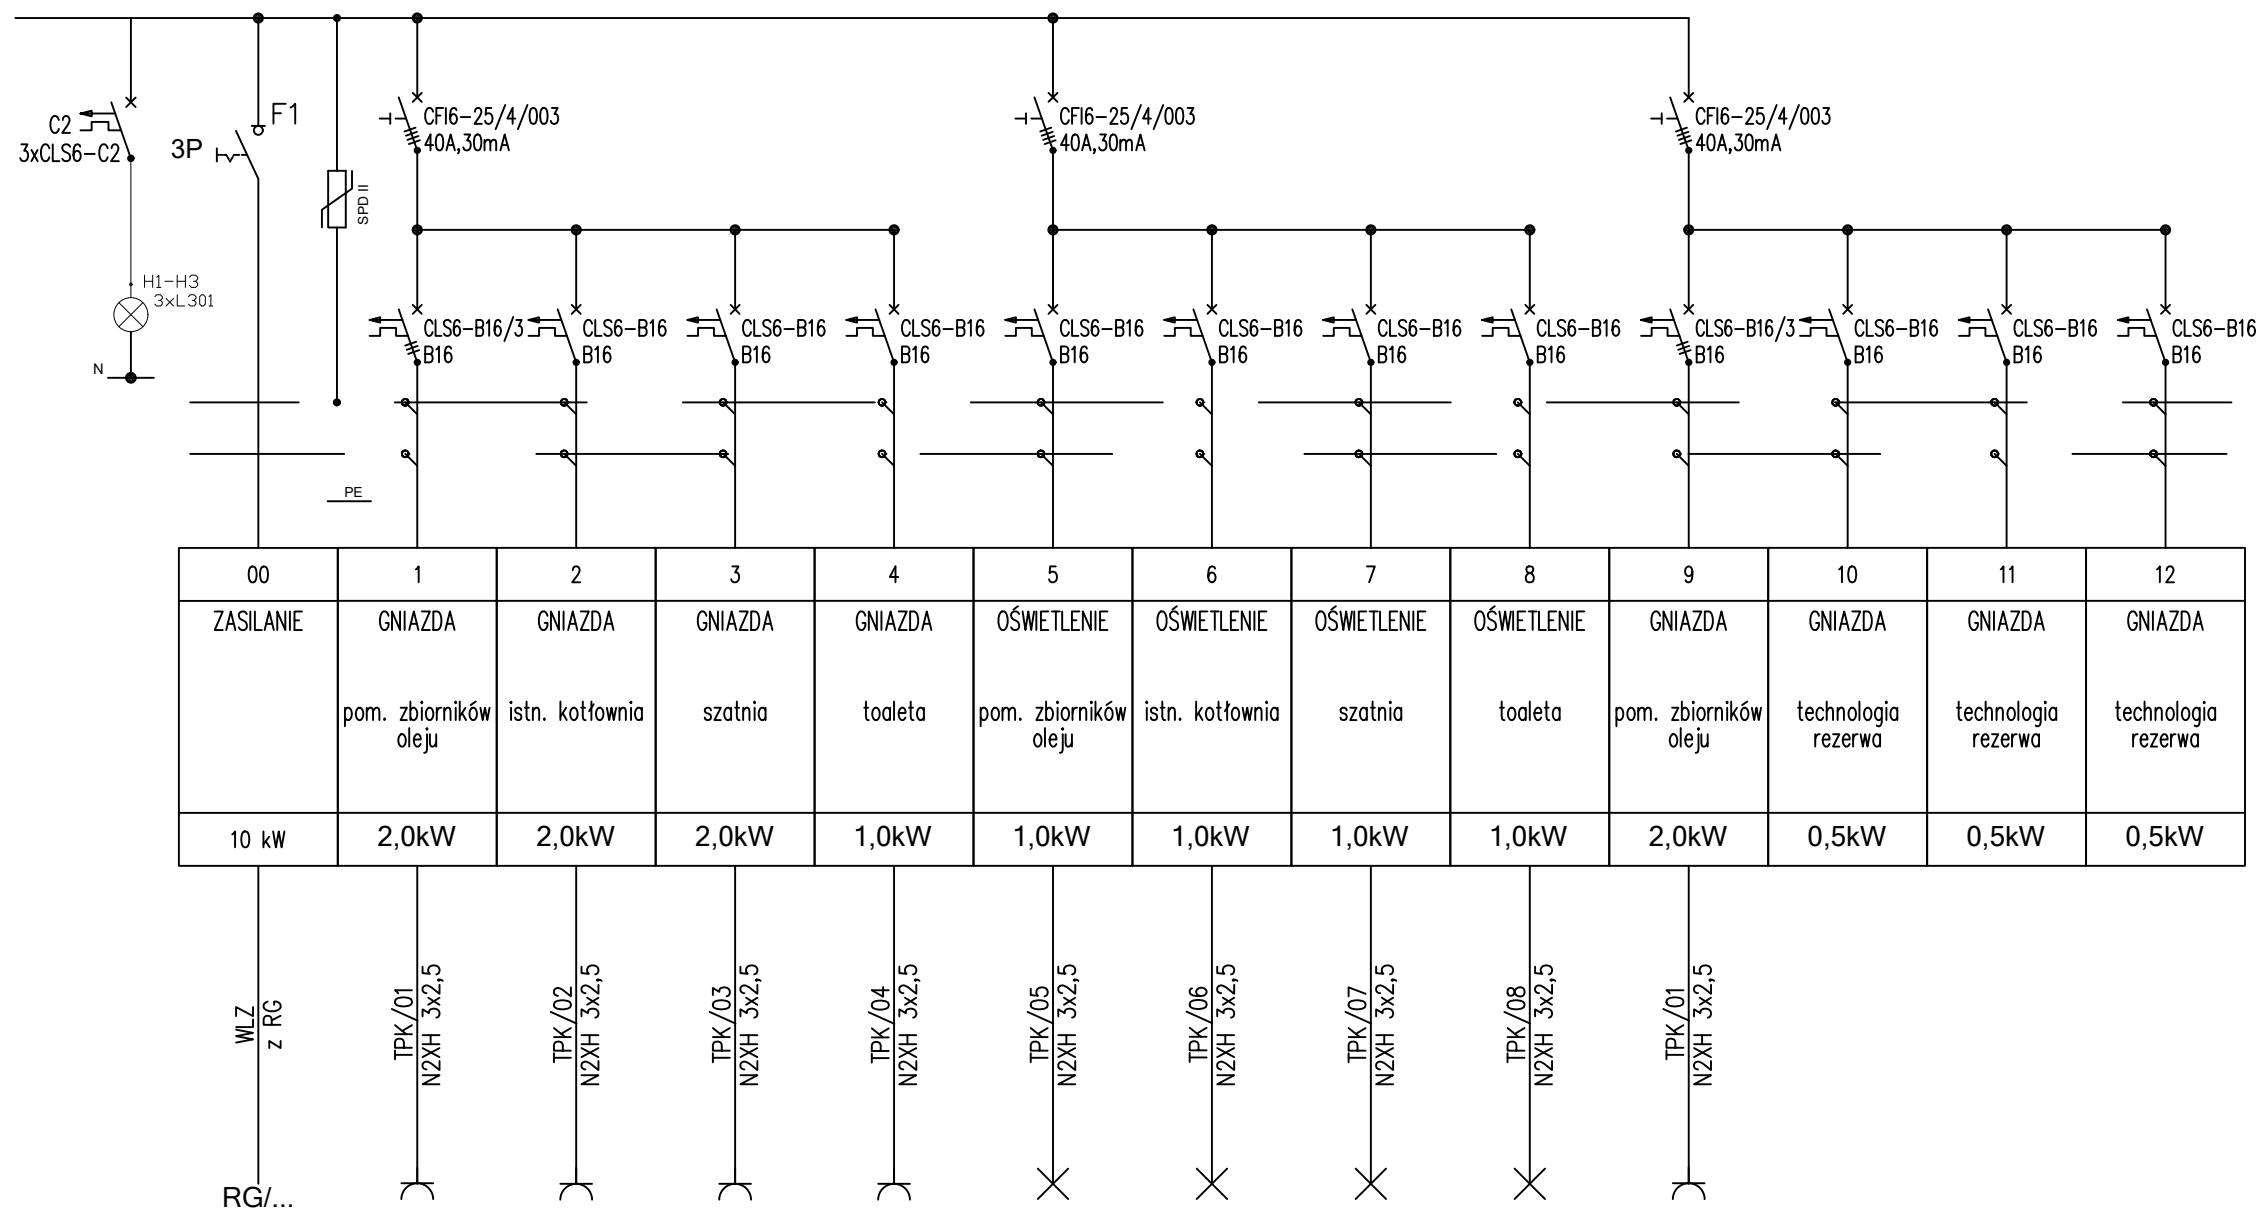 C2
3xCLS6-C2
F1
3P
SPD II
CFI6-25/4/003
40A,30mA
CFI6-25/4/003
40A,30mA
CFI6-25/4/003
40A,30mA
H1-H3
3xL301
N
CLS6-B16/3
B16
CLS6-B16
B16
CLS6-B16
B16
CLS6-B16
B16
CLS6-B16
B16
CLS6-B16
B16
CLS6-B16
B16
CLS6-B16
B16
CLS6-B16/3
B16
CLS6-B16
B16
CLS6-B16
B16
CLS6-B16
B16
PE
00 1 2 3 4 5 6 7 8 9 10 11 12
ZASILANIE GNIAZDA GNIAZDA GNIAZDA GNIAZDA OŚWIETLENIE OŚWIETLENIE OŚWIETLENIE OŚWIETLENIE GNIAZDA GNIAZDA GNIAZDA GNIAZDA
pom. zbiorników
oleju
istn. kotłownia
szatnia
toaleta
pom. zbiorników
oleju
istn. kotłownia
szatnia
toaleta
pom. zbiorników
oleju
technologia
rezerwa
technologia
rezerwa
technologia
rezerwa
10 kW 2,0kW 2,0kW 2,0kW 1,0kW 1,0kW 1,0kW 1,0kW 1,0kW 2,0kW 0,5kW 0,5kW 0,5kW
WLZ
z RG
TPK/01
N2XH 3x2,5
TPK/02
N2XH 3x2,5
TPK/03
N2XH 3x2,5
TPK/04
N2XH 3x2,5
TPK/05
N2XH 3x2,5
TPK/06
N2XH 3x2,5
TPK/07
N2XH 3x2,5
TPK/08
N2XH 3x2,5
TPK/01
N2XH 3x2,5
RG/...